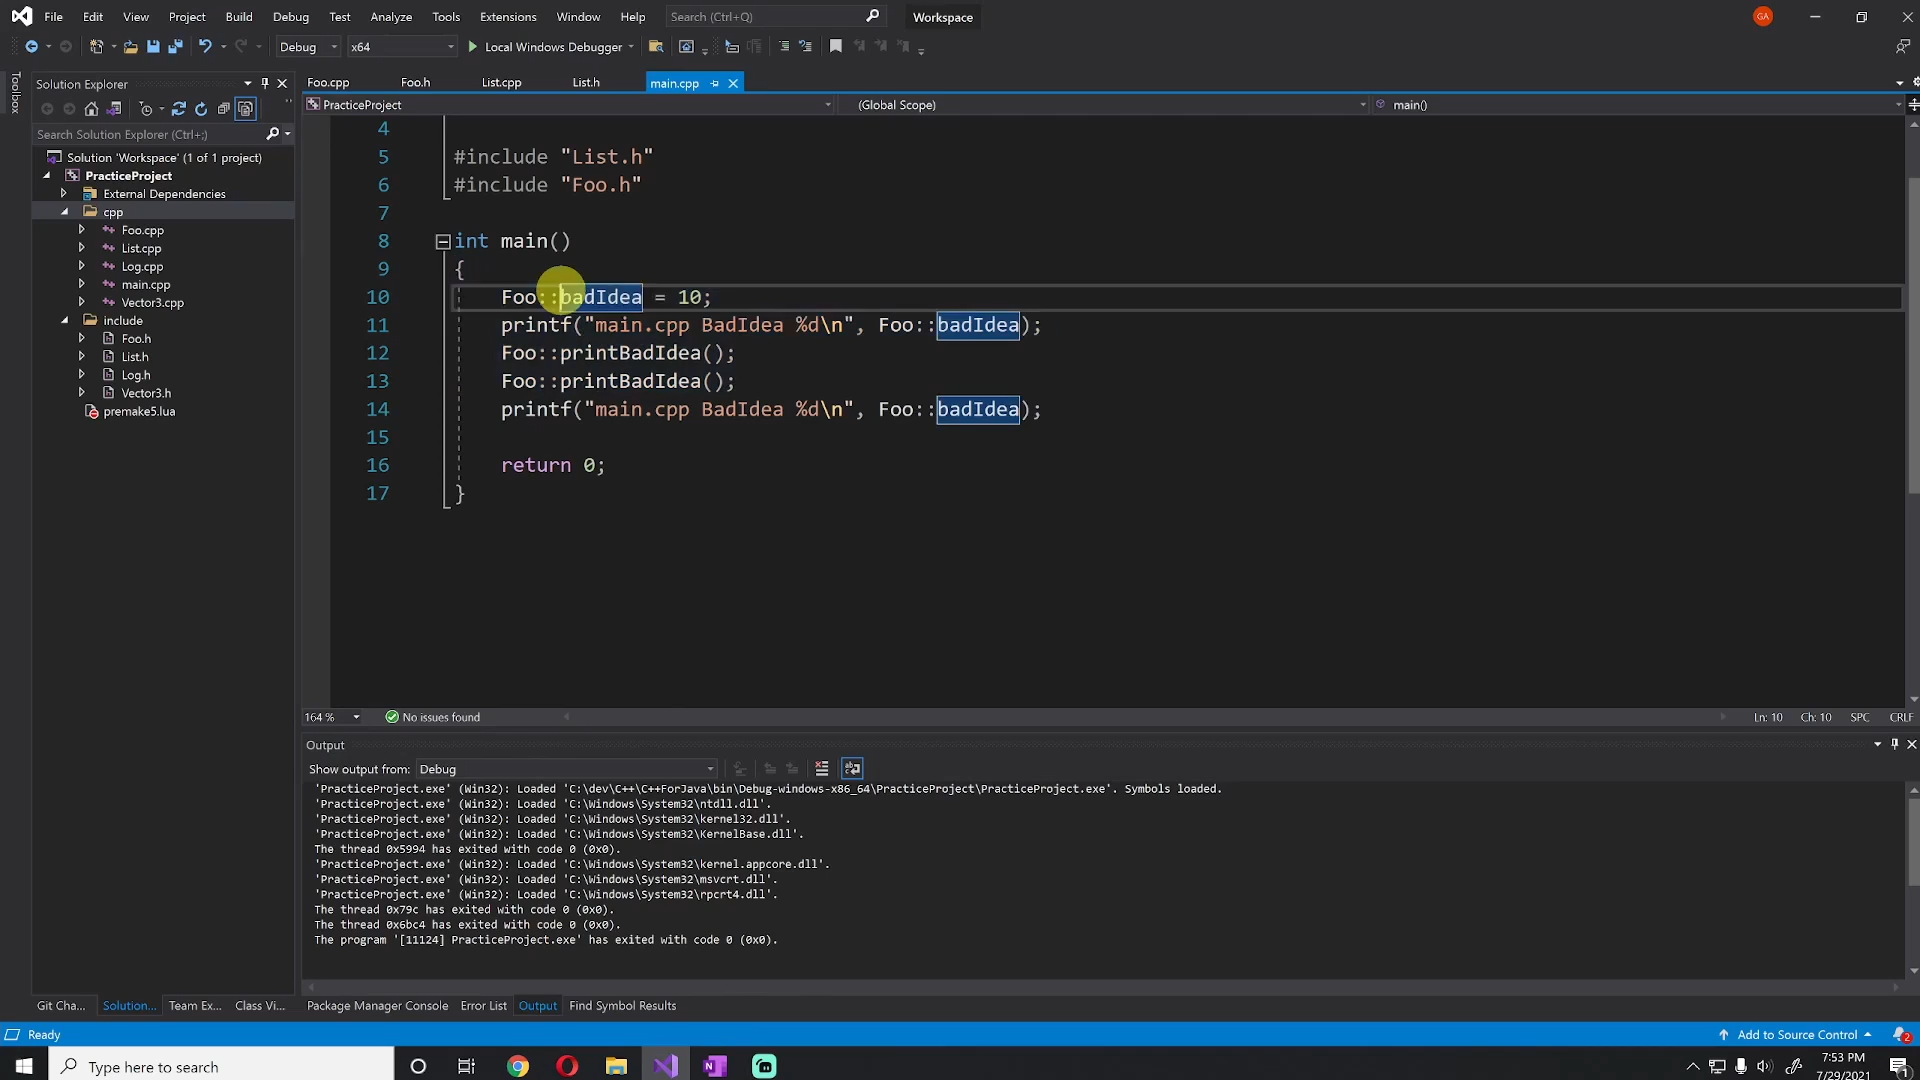 File Edit View Project Build Debug Test Analyze Tools Extensions Window Help Search (Ctrl+Q) Workspace GA
Debug x64 Local Windows Debugger
Toolbox
Solution Explorer
Search Solution Explorer (Ctrl+;)
Solution 'Workspace' (1 of 1 project)
PracticeProject
External Dependencies
cpp
Foo.cpp
List.cpp
Log.cpp
main.cpp
Vector3.cpp
include
Foo.h
List.h
Log.h
Vector3.h
premake5.lua
Foo.cpp Foo.h List.cpp List.h main.cpp
PracticeProject (Global Scope) main()
4
5 #include "List.h"
6 #include "Foo.h"
7
8 int main()
9 {
10 Foo::badIdea = 10;
11 printf("main.cpp BadIdea %d\n", Foo::badIdea);
12 Foo::printBadIdea();
13 Foo::printBadIdea();
14 printf("main.cpp BadIdea %d\n", Foo::badIdea);
15
16 return 0;
17 }
164 % No issues found Ln: 10 Ch: 10 SPC CRLF
Output
Show output from: Debug
'PracticeProject.exe' (Win32): Loaded 'C:\dev\C++\C++ForJava\bin\Debug-windows-x86_64\PracticeProject\PracticeProject.exe'. Symbols loaded.
'PracticeProject.exe' (Win32): Loaded 'C:\Windows\System32\ntdll.dll'.
'PracticeProject.exe' (Win32): Loaded 'C:\Windows\System32\kernel32.dll'.
'PracticeProject.exe' (Win32): Loaded 'C:\Windows\System32\KernelBase.dll'.
The thread 0x5994 has exited with code 0 (0x0).
'PracticeProject.exe' (Win32): Loaded 'C:\Windows\System32\kernel.appcore.dll'.
'PracticeProject.exe' (Win32): Loaded 'C:\Windows\System32\msvcrt.dll'.
'PracticeProject.exe' (Win32): Loaded 'C:\Windows\System32\rpcrt4.dll'.
The thread 0x79c has exited with code 0 (0x0).
The thread 0x6bc4 has exited with code 0 (0x0).
The program '[11124] PracticeProject.exe' has exited with code 0 (0x0).
Git Cha... Solution... Team Ex... Class Vi... Package Manager Console Error List Output Find Symbol Results
Ready Add to Source Control 2
Type here to search 7:53 PM
7/29/2021 1